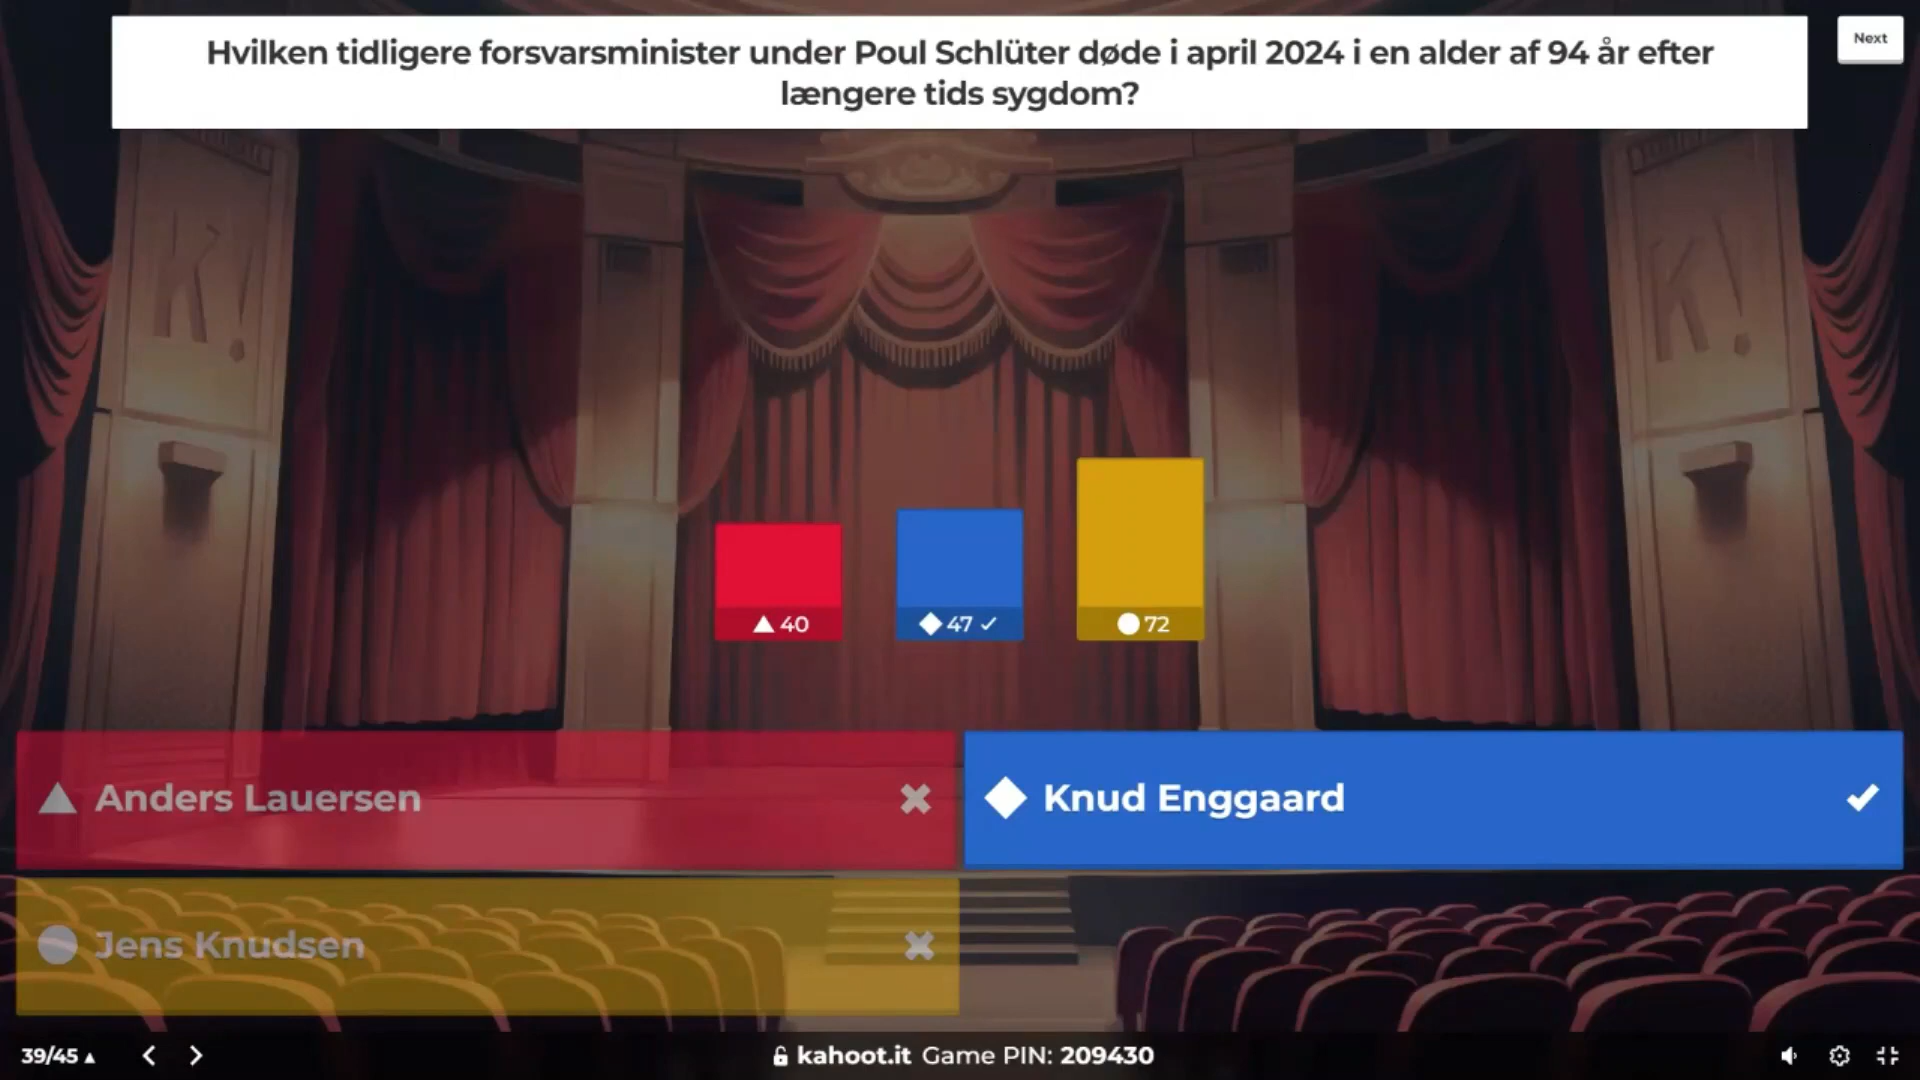 Hvilken tidligere forsvarsminister under Poul Schlüter døde i april 2024 i en alder af 94 år efter
længere tids sygdom?
Next
K!
K!
40
47
72
Anders Lauersen
Knud Enggaard
Jens Knudsen
39/45
kahoot.it Game PIN: 209430